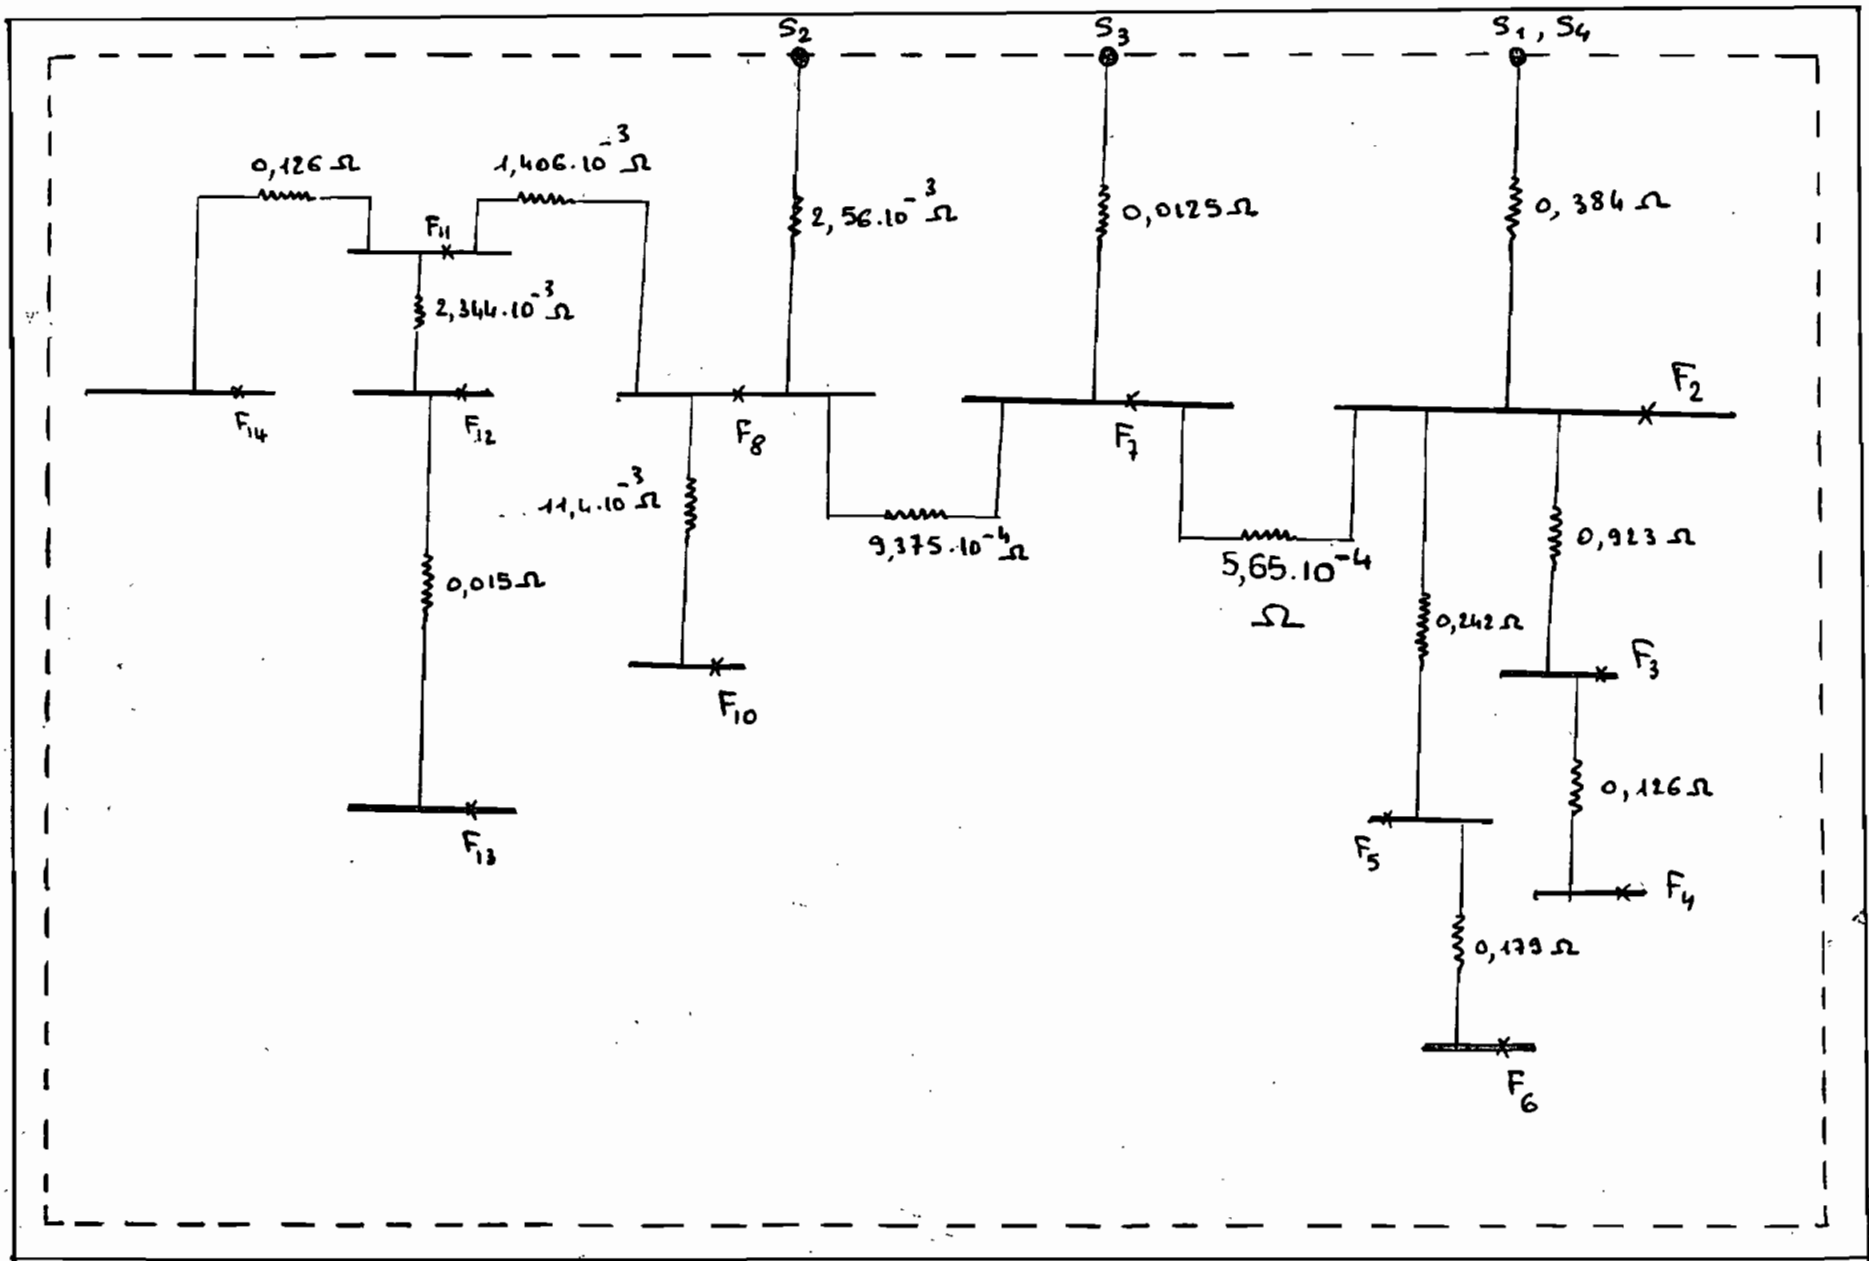 S2
S3
S1, S4
0,126 Ω
1,406.10⁻³ Ω
2,56.10⁻³ Ω
0,0125 Ω
0,384 Ω
F11
2,344.10⁻³ Ω
F14
F12
F8
F7
F2
11,4.10⁻³ Ω
9,375.10⁻⁴ Ω
5,65.10⁻⁴
Ω
0,923 Ω
0,015 Ω
0,242 Ω
F3
F10
0,126 Ω
F13
F5
F4
0,179 Ω
F6